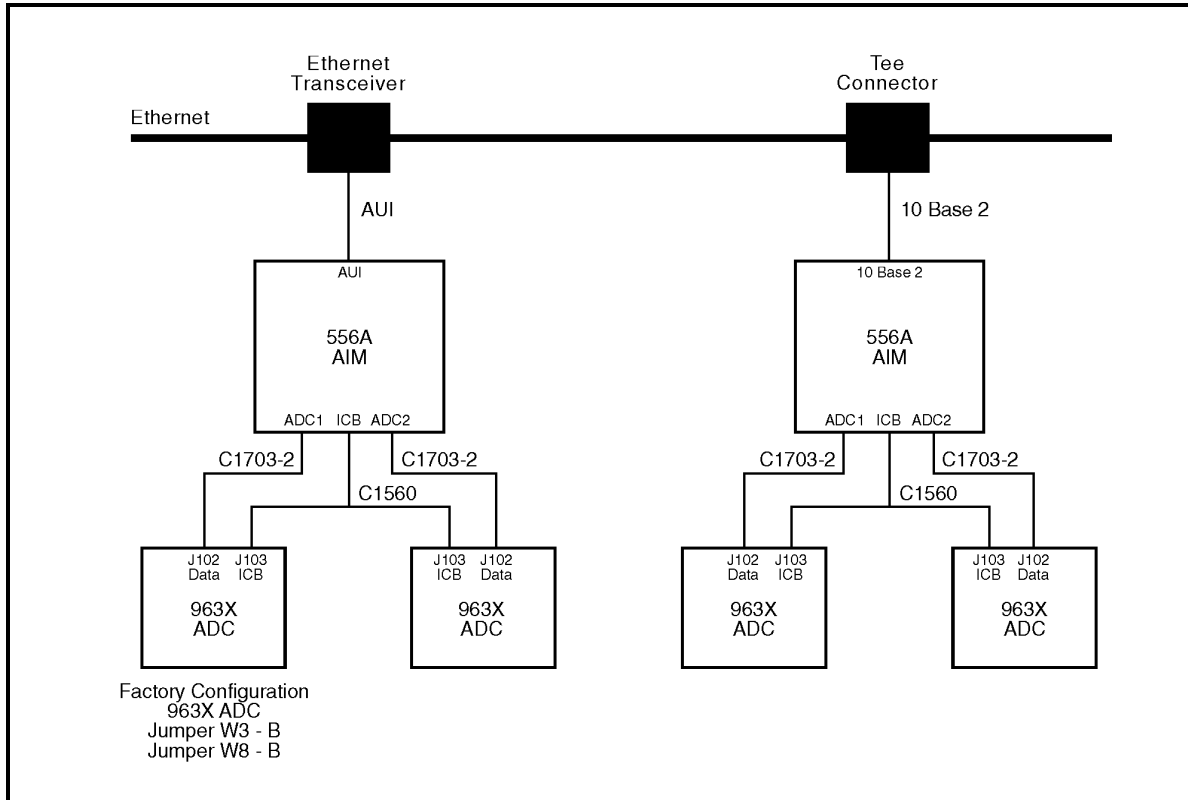 Ethernet
Transceiver
Tee
Connector
Ethernet
AUI
10 Base 2
AUI
10 Base 2
556A
AIM
556A
AIM
ADC1 ICB ADC2
ADC1 ICB ADC2
C1703-2 C1703-2
C1703-2 C1703-2
C1560
C1560
J102 J103
Data ICB
963X
ADC
J103 J102
ICB Data
963X
ADC
J102 J103
Data ICB
963X
ADC
J103 J102
ICB Data
963X
ADC
Factory Configuration
963X ADC
Jumper W3 - B
Jumper W8 - B